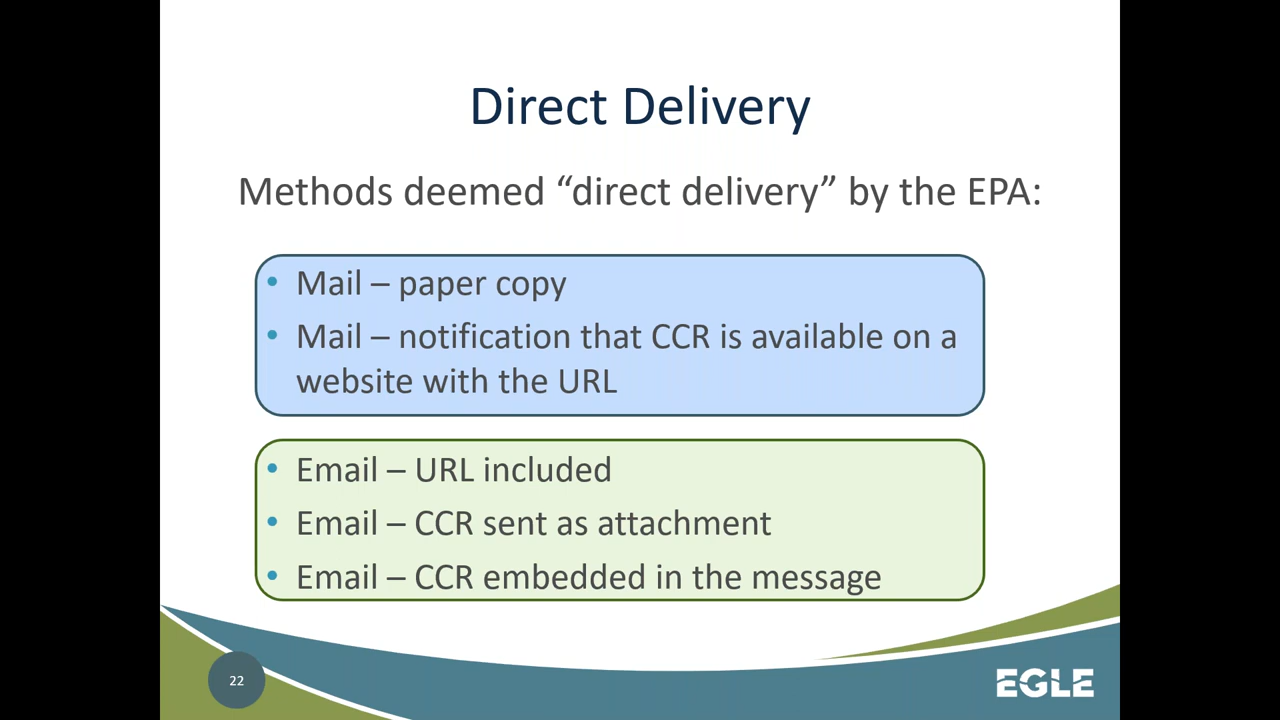 Direct Delivery
Methods deemed “direct delivery” by the EPA:
• Mail – paper copy
• Mail – notification that CCR is available on a
website with the URL
• Email – URL included
• Email – CCR sent as attachment
• Email – CCR embedded in the message
22
EGLE